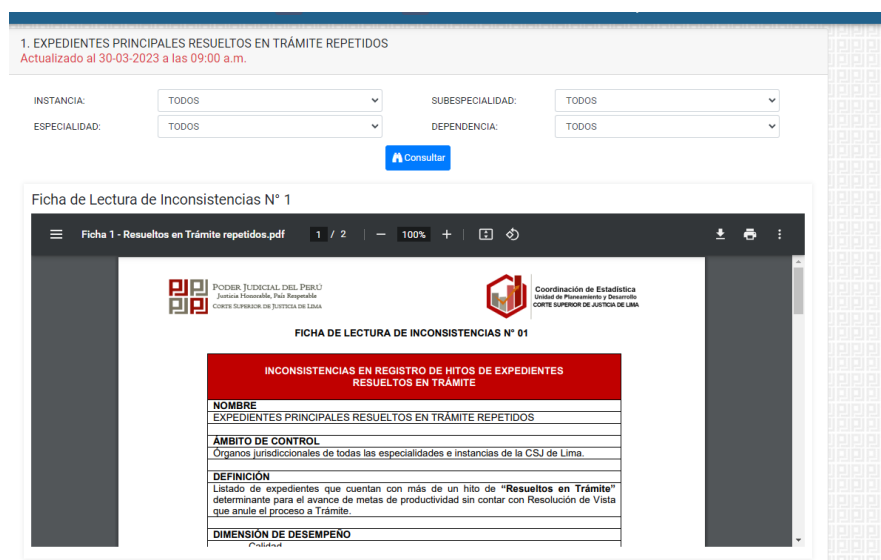 1. EXPEDIENTES PRINCIPALES RESUELTOS EN TRÁMITE REPETIDOS
Actualizado al 30-03-2023 a las 09:00 a.m.
INSTANCIA: TODOS SUBESPECIALIDAD: TODOS
ESPECIALIDAD: TODOS DEPENDENCIA: TODOS
Consultar
Ficha de Lectura de Inconsistencias N° 1
Ficha 1 - Resueltos en Trámite repetidos.pdf 1 / 2 100%
PODER JUDICIAL DEL PERÚ
Justicia Honorable, País Respetable
CORTE SUPERIOR DE JUSTICIA DE LIMA
Coordinación de Estadística
Unidad de Planeamiento y Desarrollo
CORTE SUPERIOR DE JUSTICIA DE LIMA
FICHA DE LECTURA DE INCONSISTENCIAS N° 01
INCONSISTENCIAS EN REGISTRO DE HITOS DE EXPEDIENTES
RESUELTOS EN TRÁMITE
NOMBRE
EXPEDIENTES PRINCIPALES RESUELTOS EN TRÁMITE REPETIDOS
ÁMBITO DE CONTROL
Órganos jurisdiccionales de todas las especialidades e instancias de la CSJ de Lima.
DEFINICIÓN
Listado de expedientes que cuentan con más de un hito de “Resueltos en Trámite”
determinante para el avance de metas de productividad sin contar con Resolución de Vista
que anule el proceso a Trámite.
DIMENSIÓN DE DESEMPEÑO
Calidad